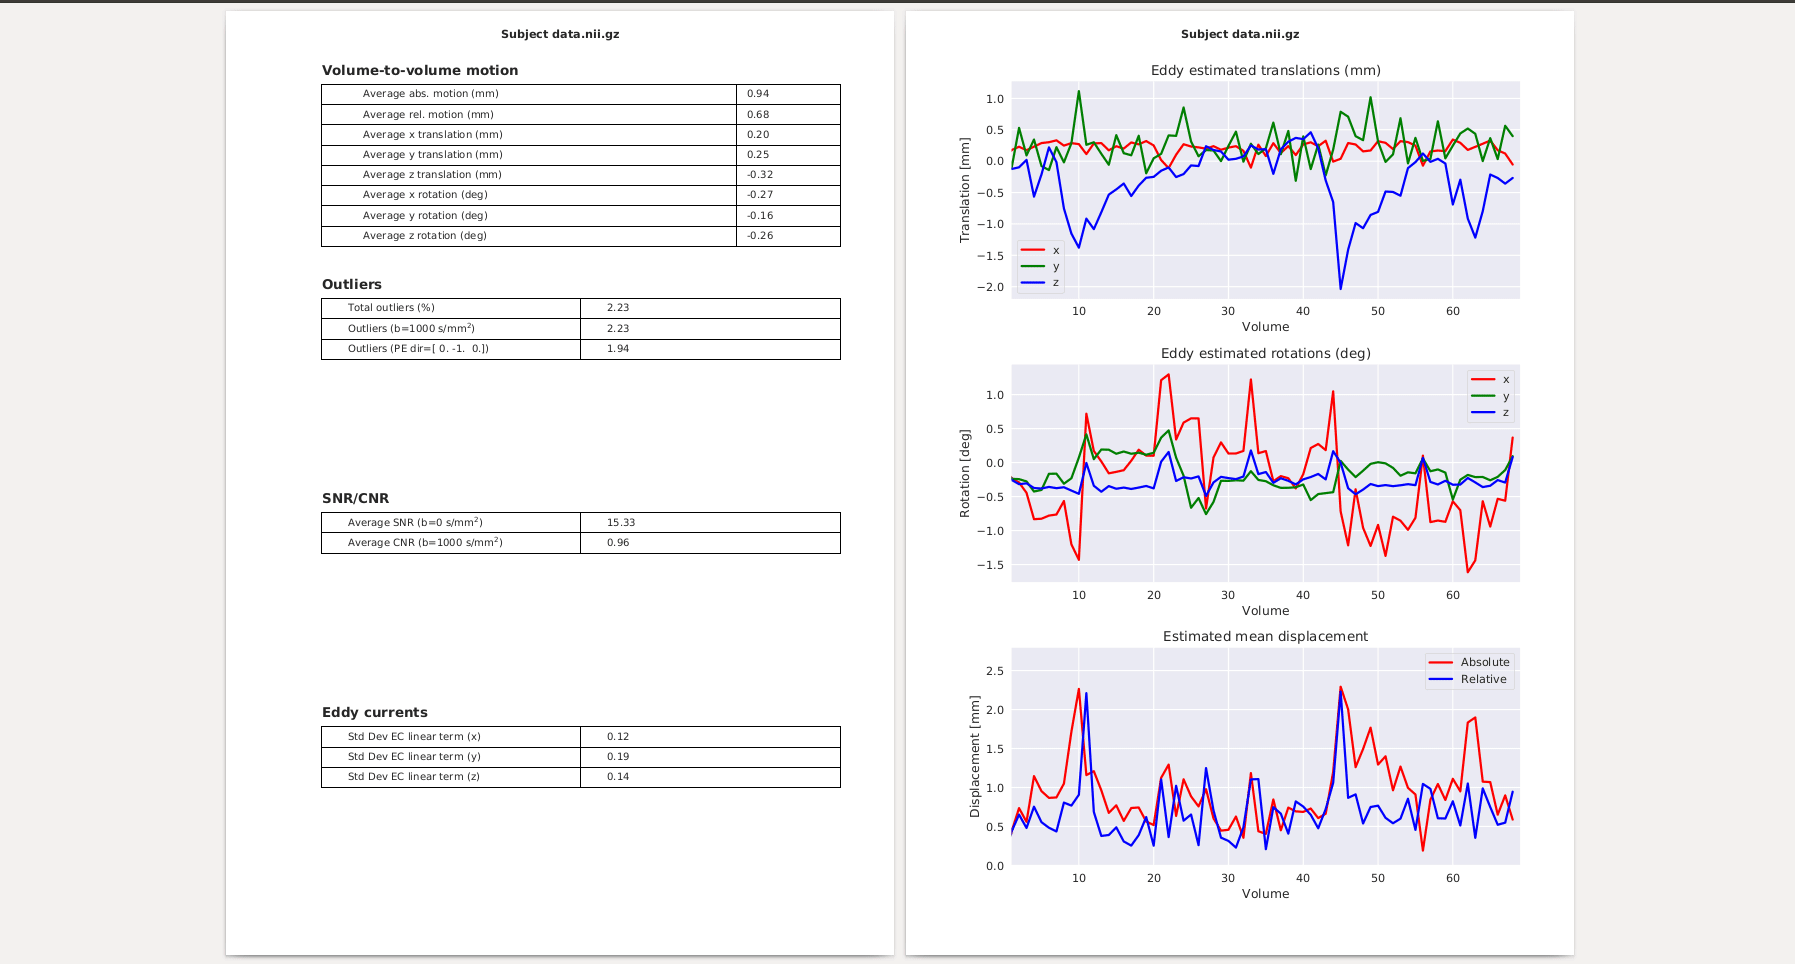 Subject data.nii.gz
Volume-to-volume motion
Average abs. motion (mm) 0.94
Average rel. motion (mm) 0.68
Average x translation (mm) 0.20
Average y translation (mm) 0.25
Average z translation (mm) -0.32
Average x rotation (deg) -0.27
Average y rotation (deg) -0.16
Average z rotation (deg) -0.26
Outliers
Total outliers (%) 2.23
Outliers (b=1000 s/mm²) 2.23
Outliers (PE dir=[ 0. -1.  0.]) 1.94
SNR/CNR
Average SNR (b=0 s/mm²) 15.33
Average CNR (b=1000 s/mm²) 0.96
Eddy currents
Std Dev EC linear term (x) 0.12
Std Dev EC linear term (y) 0.19
Std Dev EC linear term (z) 0.14
Subject data.nii.gz
Eddy estimated translations (mm)
Translation [mm]
1.0
0.5
0.0
−0.5
−1.0
−1.5
−2.0
x
y
z
10 20 30 40 50 60
Volume
Eddy estimated rotations (deg)
Rotation [deg]
1.0
0.5
0.0
−0.5
−1.0
−1.5
x
y
z
10 20 30 40 50 60
Volume
Estimated mean displacement
Displacement [mm]
2.5
2.0
1.5
1.0
0.5
0.0
Absolute
Relative
10 20 30 40 50 60
Volume